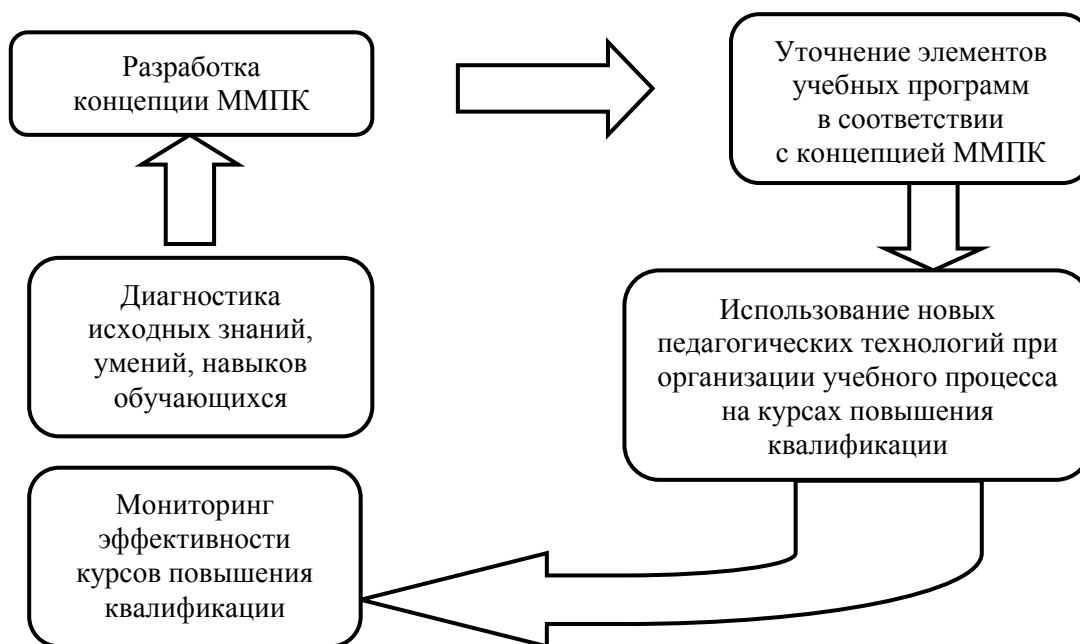 Разработка
концепции ММПК
Уточнение элементов
учебных программ
в соответствии
с концепцией ММПК
Диагностика
исходных знаний,
умений, навыков
обучающихся
Использование новых
педагогических технологий при
организации учебного процесса
на курсах повышения
квалификации
Мониторинг
эффективности
курсов повышения
квалификации